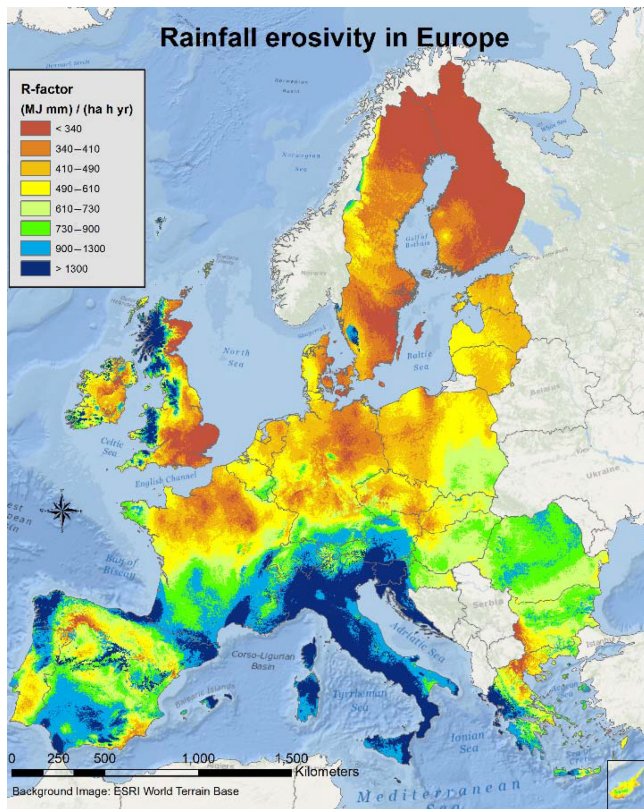 Rainfall erosivity in Europe
R-factor
(MJ mm) / (ha h yr)
< 340
340–410
410–490
490–610
610–730
730–900
900–1300
> 1300
Norwegian
Sea
Norway
Gulf of
Bothnia
North
Sea
Baltic
Sea
Celtic
Sea
English Channel
Ukraine
Bay of
Biscay
Serbia
Adriatic Sea
Corso-Ligurian
Basin
Balearic Islands
Tyrrhenian
Sea
Ionian
Sea
0 250 500 1,000 1,500
Kilometers
Mediterranean
Sea
Background Image: ESRI World Terrain Base